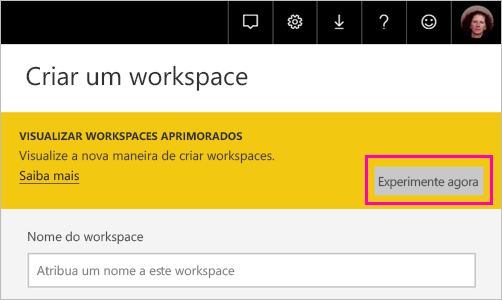 Criar um workspace
VISUALIZAR WORKSPACES APRIMORADOS
Visualize a nova maneira de criar workspaces.
Saiba mais
Experimente agora
Nome do workspace
Atribua um nome a este workspace